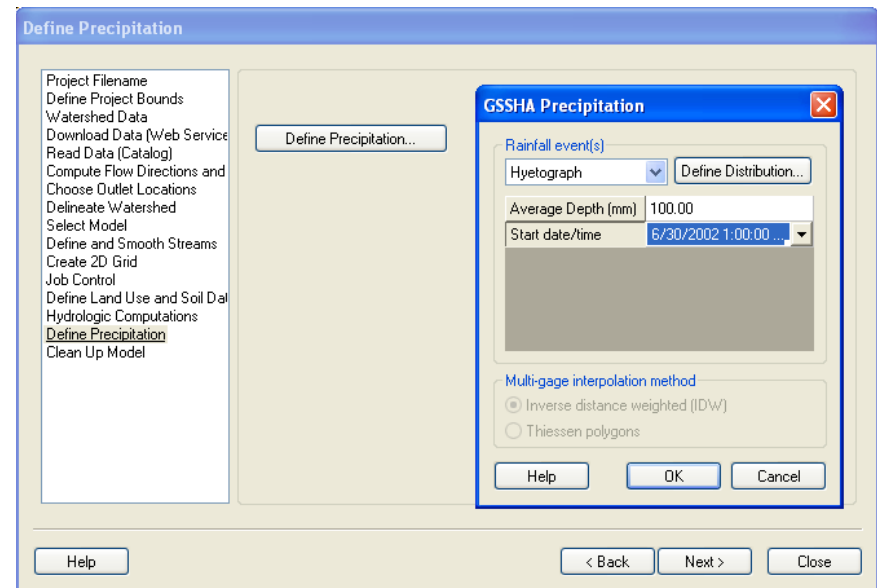 Define Precipitation
Project Filename
Define Project Bounds
Watershed Data
Download Data (Web Service
Read Data (Catalog)
Compute Flow Directions and
Choose Outlet Locations
Delineate Watershed
Select Model
Define and Smooth Streams
Create 2D Grid
Job Control
Define Land Use and Soil Dat
Hydrologic Computations
Define Precipitation
Clean Up Model
Define Precipitation...
GSSHA Precipitation
Rainfall event(s)
Hyetograph
Define Distribution...
Average Depth (mm) 100.00
Start date/time 6/30/2002 1:00:00 ...
Multi-gage interpolation method
Inverse distance weighted (IDW)
Thiessen polygons
Help OK Cancel
Help < Back Next > Close